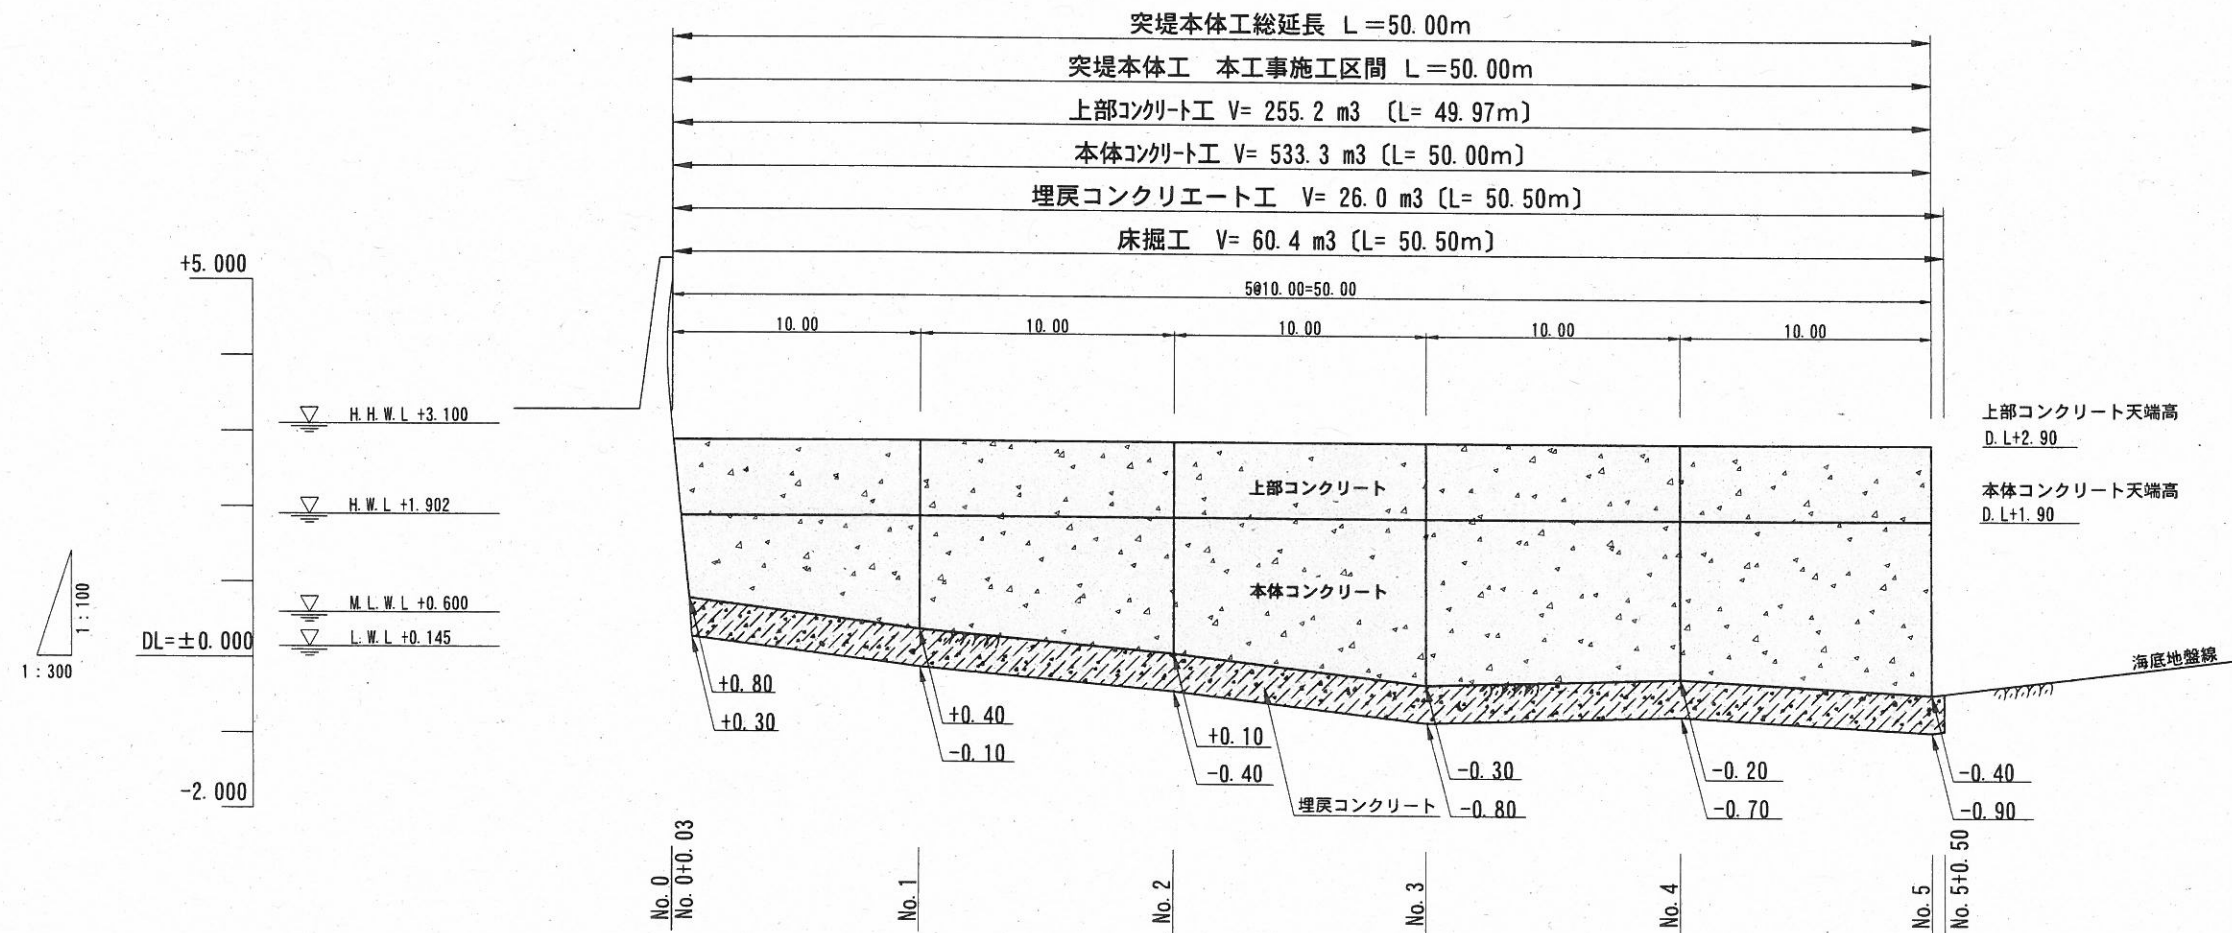 突堤本体工総延長 L=50.00m
突堤本体工 本工事施工区間 L=50.00m
上部コンクリート工 V= 255.2 m3 〔L= 49.97m〕
本体コンクリート工 V= 533.3 m3〔L= 50.00m〕
埋戻コンクリエート工 V= 26.0 m3〔L= 50.50m〕
床掘工 V= 60.4 m3〔L= 50.50m〕
5@10.00=50.00
10.00 10.00 10.00 10.00 10.00
+5.000
H.H.W.L +3.100
H.W.L +1.902
M.L.W.L +0.600
L.W.L +0.145
DL=±0.000
-2.000
1:100
1:300
上部コンクリート天端高
D.L+2.90
本体コンクリート天端高
D.L+1.90
上部コンクリート
本体コンクリート
海底地盤線
+0.80
+0.30
+0.40
-0.10
+0.10
-0.40
-0.30
-0.80
-0.20
-0.70
-0.40
-0.90
埋戻コンクリート
No.0
No.0+0.03
No.1
No.2
No.3
No.4
No.5
No.5+0.50